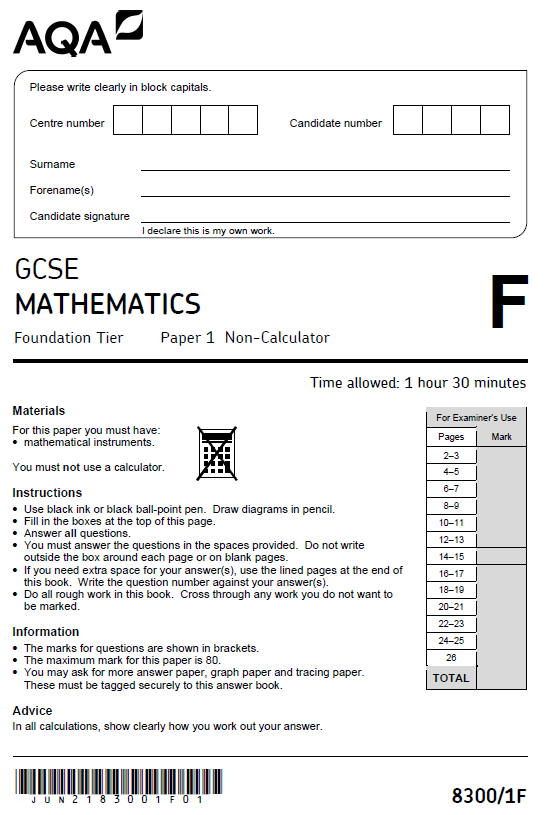 AQA
Please write clearly in block capitals.
Centre number
Candidate number
Surname
Forename(s)
Candidate signature
I declare this is my own work.
GCSE
MATHEMATICS
F
Foundation Tier Paper 1 Non-Calculator
Time allowed: 1 hour 30 minutes
Materials
For this paper you must have:
• mathematical instruments.
You must not use a calculator.
Instructions
• Use black ink or black ball-point pen. Draw diagrams in pencil.
• Fill in the boxes at the top of this page.
• Answer all questions.
• You must answer the questions in the spaces provided. Do not write
outside the box around each page or on blank pages.
• If you need extra space for your answer(s), use the lined pages at the end of
this book. Write the question number against your answer(s).
• Do all rough work in this book. Cross through any work you do not want to
be marked.
Information
• The marks for questions are shown in brackets.
• The maximum mark for this paper is 80.
• You may ask for more answer paper, graph paper and tracing paper.
These must be tagged securely to this answer book.
Advice
In all calculations, show clearly how you work out your answer.
For Examiner's Use
Pages Mark
2–3
4–5
6–7
8–9
10–11
12–13
14–15
16–17
18–19
20–21
22–23
24–25
26
TOTAL
JUN2183001F01
8300/1F